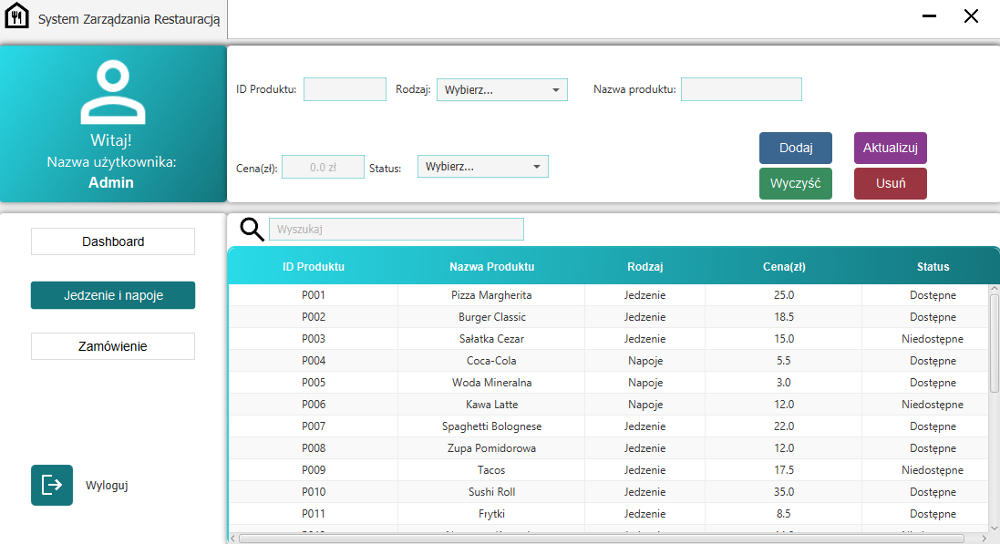 System Zarządzania Restauracją
Witaj!
Nazwa użytkownika:
Admin
ID Produktu: Rodzaj: Wybierz... Nazwa produktu:
Cena(zł): 0.0 zł Status: Wybierz...
Dodaj Aktualizuj
Wyczyść Usuń
Dashboard
Jedzenie i napoje
Zamówienie
Wyloguj
Wyszukaj
ID Produktu Nazwa Produktu Rodzaj Cena(zł) Status
P001 Pizza Margherita Jedzenie 25.0 Dostępne
P002 Burger Classic Jedzenie 18.5 Dostępne
P003 Sałatka Cezar Jedzenie 15.0 Niedostępne
P004 Coca-Cola Napoje 5.5 Dostępne
P005 Woda Mineralna Napoje 3.0 Dostępne
P006 Kawa Latte Napoje 12.0 Niedostępne
P007 Spaghetti Bolognese Jedzenie 22.0 Dostępne
P008 Zupa Pomidorowa Jedzenie 12.0 Dostępne
P009 Tacos Jedzenie 17.5 Niedostępne
P010 Sushi Roll Jedzenie 35.0 Dostępne
P011 Frytki Jedzenie 8.5 Dostępne